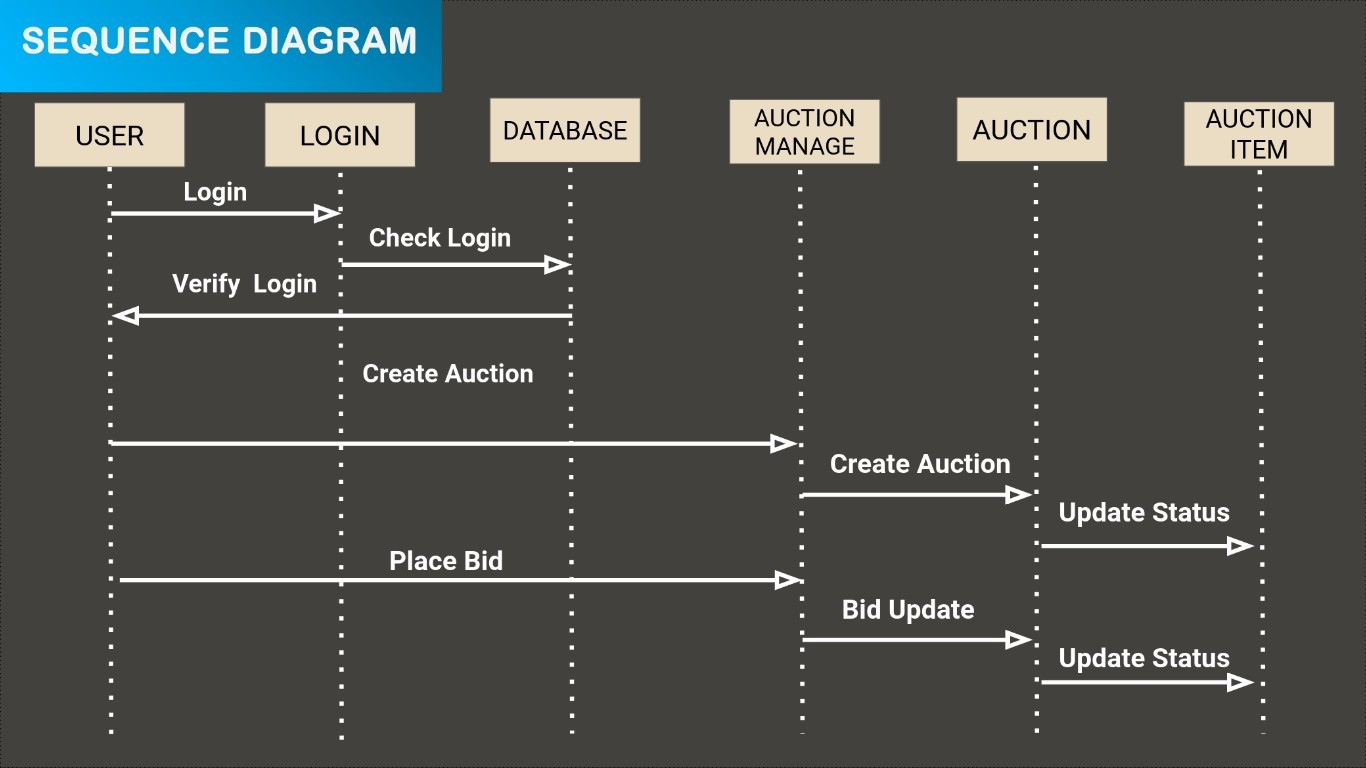 SEQUENCE DIAGRAM
USER
LOGIN
DATABASE
AUCTION
MANAGE
AUCTION
AUCTION
ITEM
Login
Check Login
Verify  Login
Create Auction
Create Auction
Update Status
Place Bid
Bid Update
Update Status